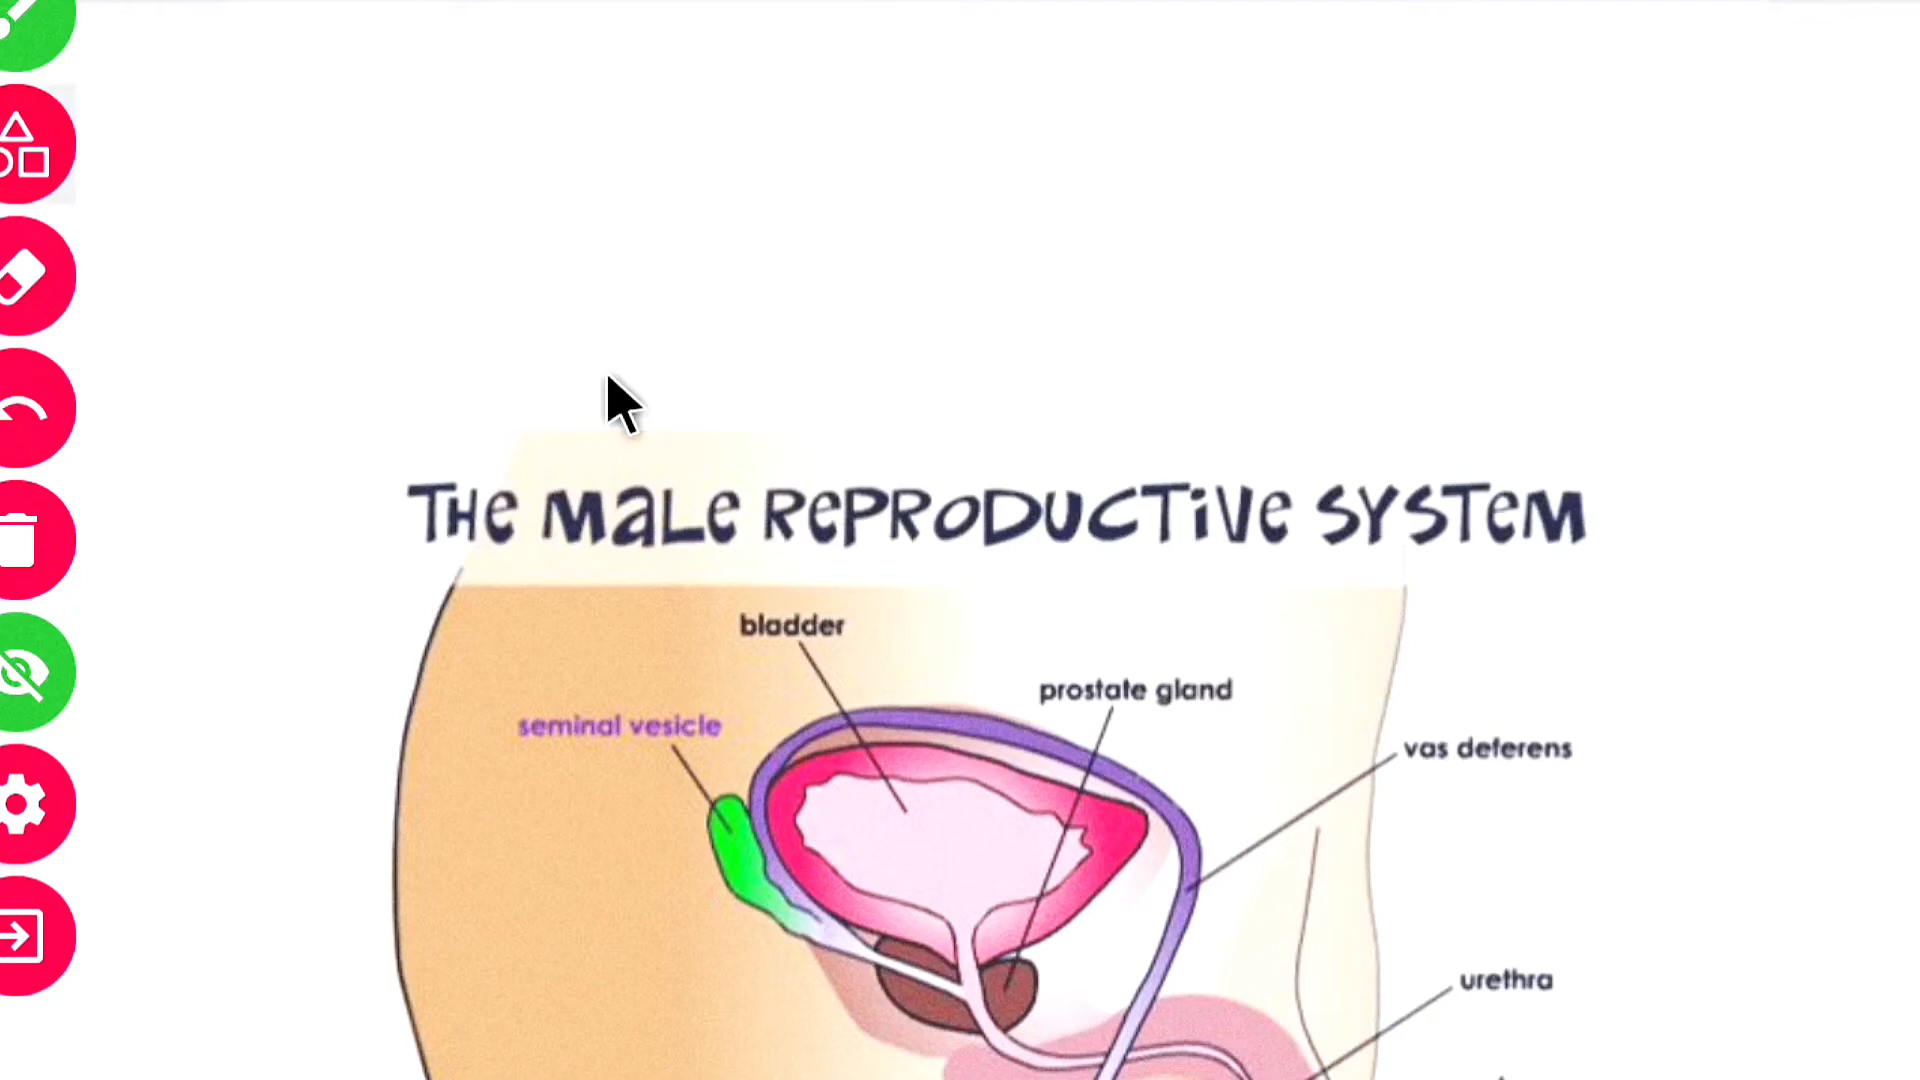 THe MaLe RePRODUCTiVe SYSTeM
bladder
prostate gland
seminal vesicle
vas deferens
urethra